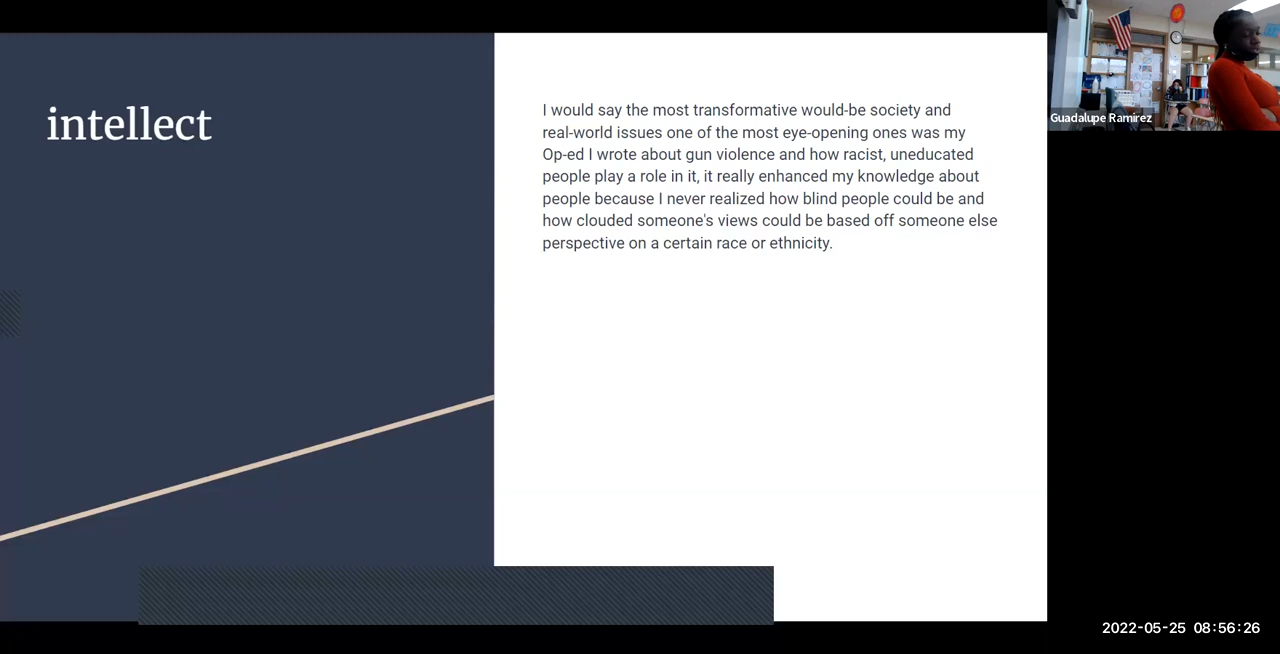 intellect
I would say the most transformative would-be society and
real-world issues one of the most eye-opening ones was my
Op-ed I wrote about gun violence and how racist, uneducated
people play a role in it, it really enhanced my knowledge about
people because I never realized how blind people could be and
how clouded someone's views could be based off someone else
perspective on a certain race or ethnicity.
Guadalupe Ramirez
2022-05-25 08:56:26